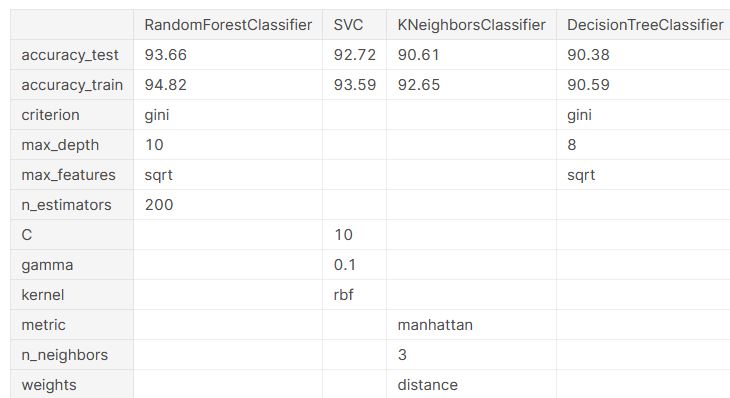 RandomForestClassifier SVC KNeighborsClassifier DecisionTreeClassifier
accuracy_test 93.66 92.72 90.61 90.38
accuracy_train 94.82 93.59 92.65 90.59
criterion gini gini
max_depth 10 8
max_features sqrt sqrt
n_estimators 200
C 10
gamma 0.1
kernel rbf
metric manhattan
n_neighbors 3
weights distance